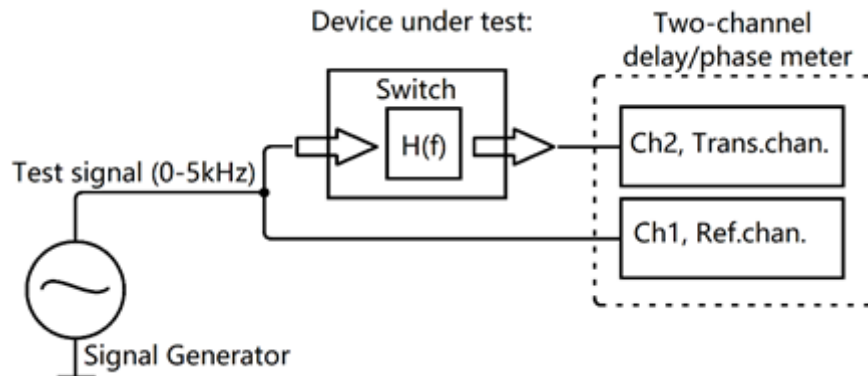 Device under test:
Two-channel
delay/phase meter
Switch
H(f)
Ch2, Trans.chan.
Test signal (0-5kHz)
Ch1, Ref.chan.
Signal Generator